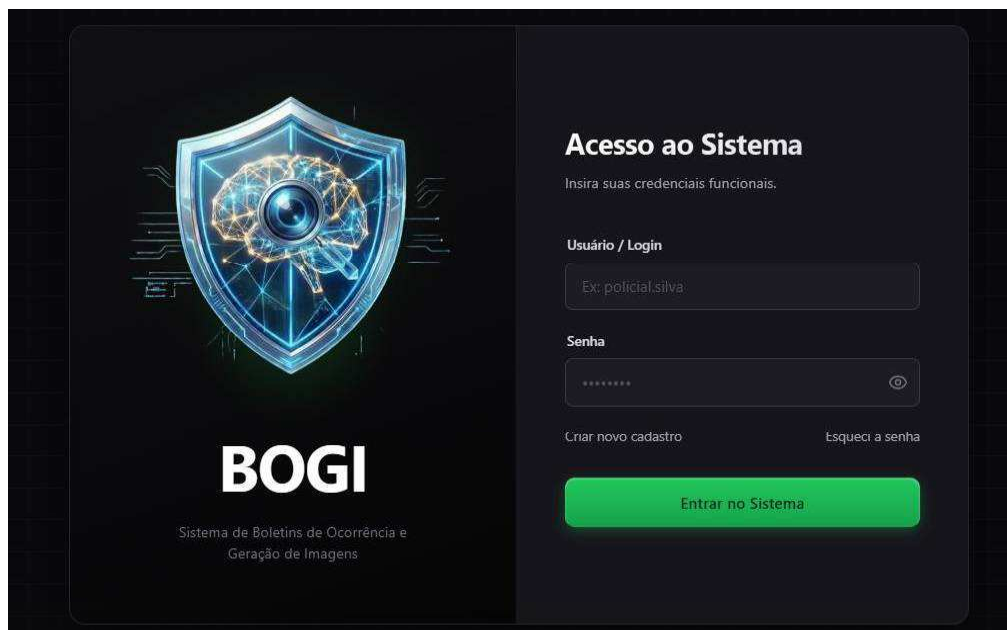 BOGI
Sistema de Boletins de Ocorrência e
Geração de Imagens
Acesso ao Sistema
Insira suas credenciais funcionais.
Usuário / Login
Ex: policial.silva
Senha
••••••••
Criar novo cadastro
Esqueci a senha
Entrar no Sistema